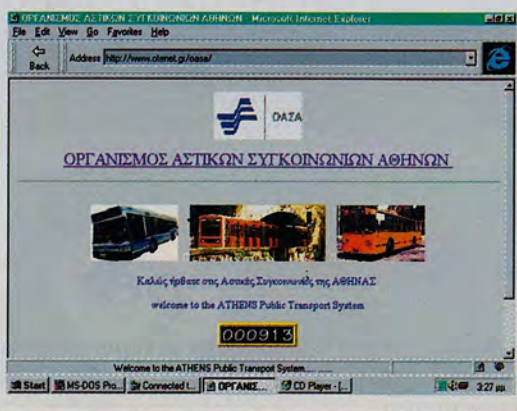 ΟΡΓΑΝΙΣΜΟΣ ΑΣΤΙΚΩΝ ΣΥΓΚΟΙΝΩΝΙΩΝ ΑΘΗΝΩΝ - Microsoft Internet Explorer
File Edit View Go Favorites Help
Back Address http://www.otenet.gr/oasa/
ΟΑΣΑ
ΟΡΓΑΝΙΣΜΟΣ ΑΣΤΙΚΩΝ ΣΥΓΚΟΙΝΩΝΙΩΝ ΑΘΗΝΩΝ
Καλώς ήρθατε στις Αστικές Συγκοινωνίες της ΑΘΗΝΑΣ
welcome to the ATHENS Public Transport System
000913
Welcome to the ATHENS Public Transport System.......
Start MS-DOS Pro... Connected t... ΟΡΓΑΝΙΣ... CD Player - [... 3:27 μμ